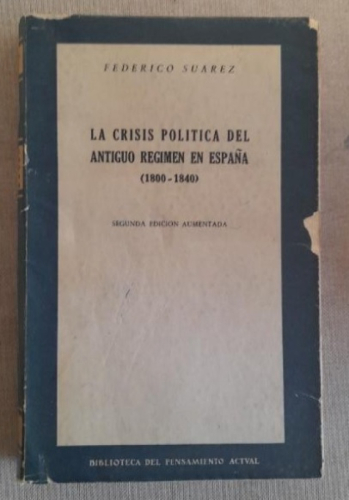 FEDERICO SUAREZ
LA CRISIS POLITICA DEL
ANTIGUO REGIMEN EN ESPAÑA
(1800-1840)
SEGUNDA EDICION AUMENTADA
BIBLIOTECA DEL PENSAMIENTO ACTVAL